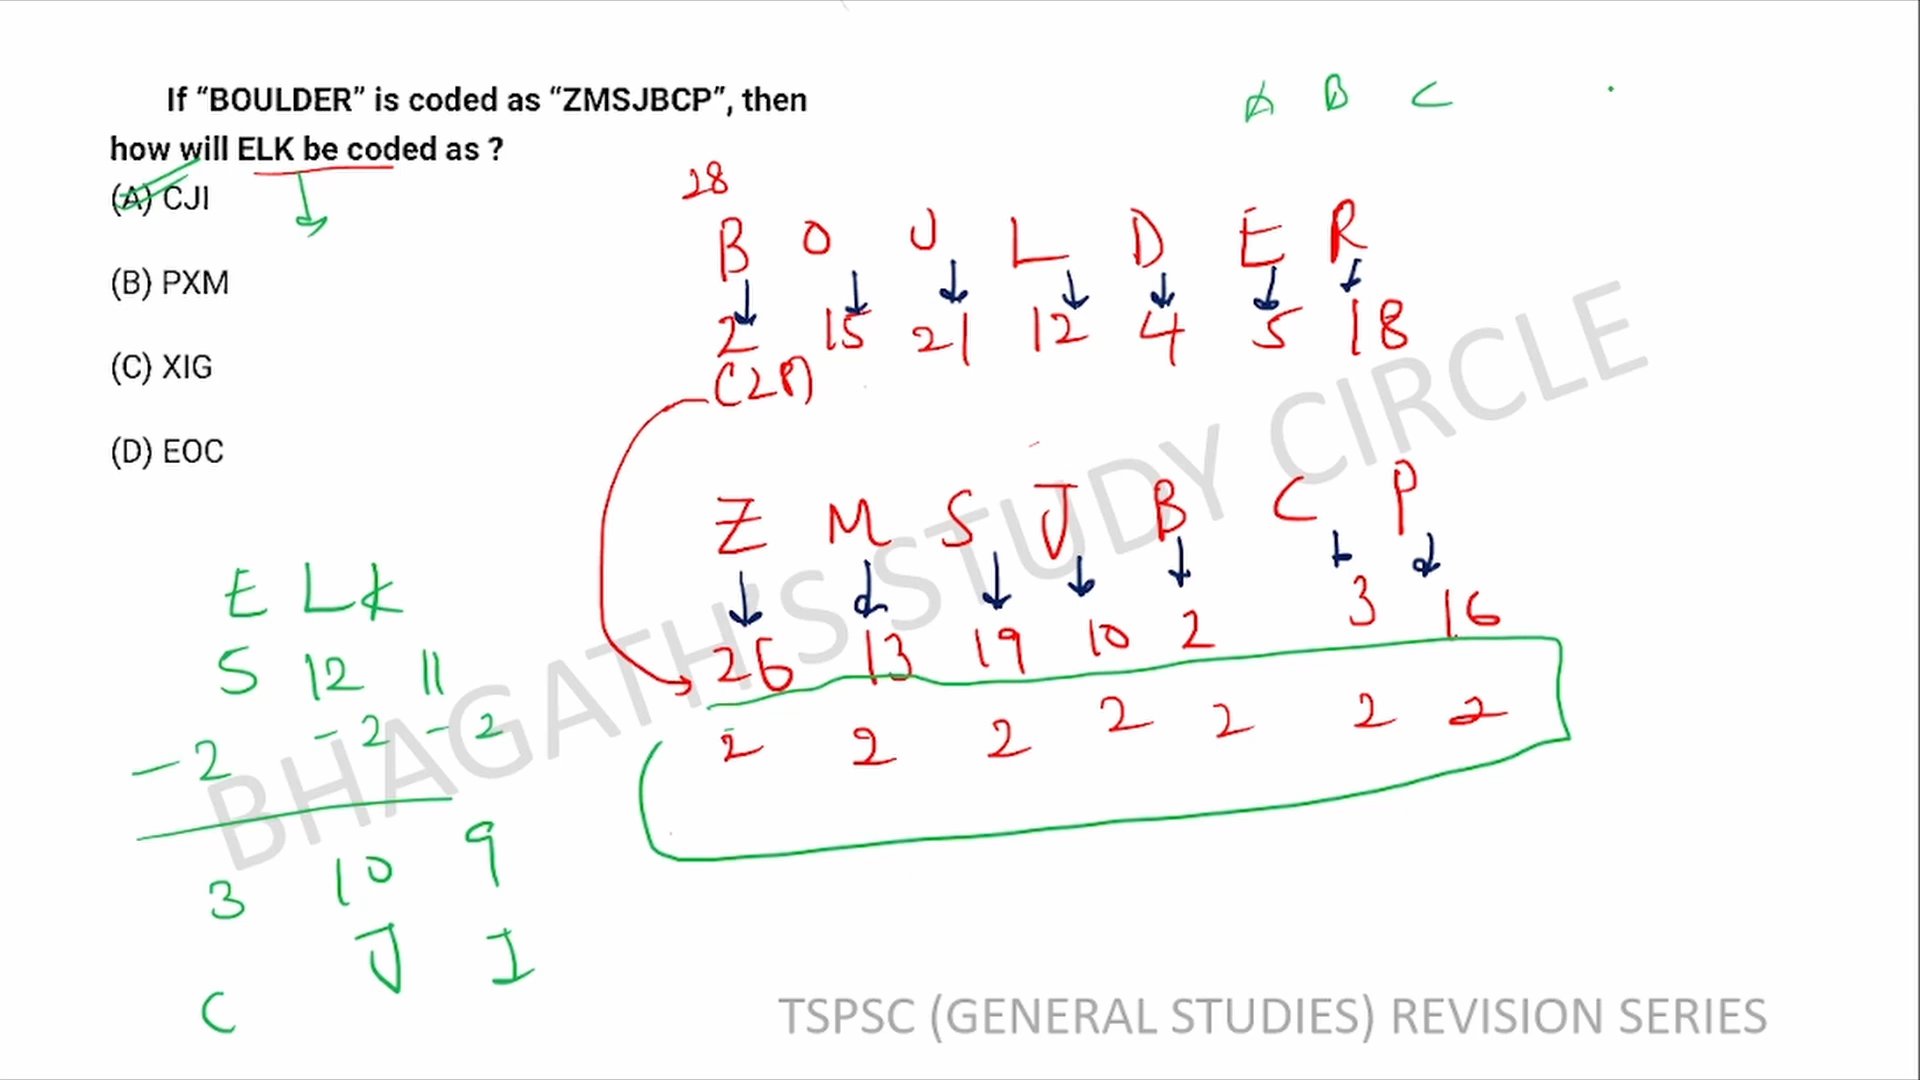 If “BOULDER” is coded as “ZMSJBCP”, then
how will ELK be coded as ?
(A) CJI
(B) PXM
(C) XIG
(D) EOC
A B C
28
B O U L D E R
2 15 21 12 4 5 18
(28)
Z M S J B C P
26 13 19 10 2 3 16
2 2 2 2 2 2 2
E L K
5 12 11
-2 -2 -2
3 10 9
C J I
BHAGATH'S STUDY CIRCLE
TSPSC (GENERAL STUDIES) REVISION SERIES